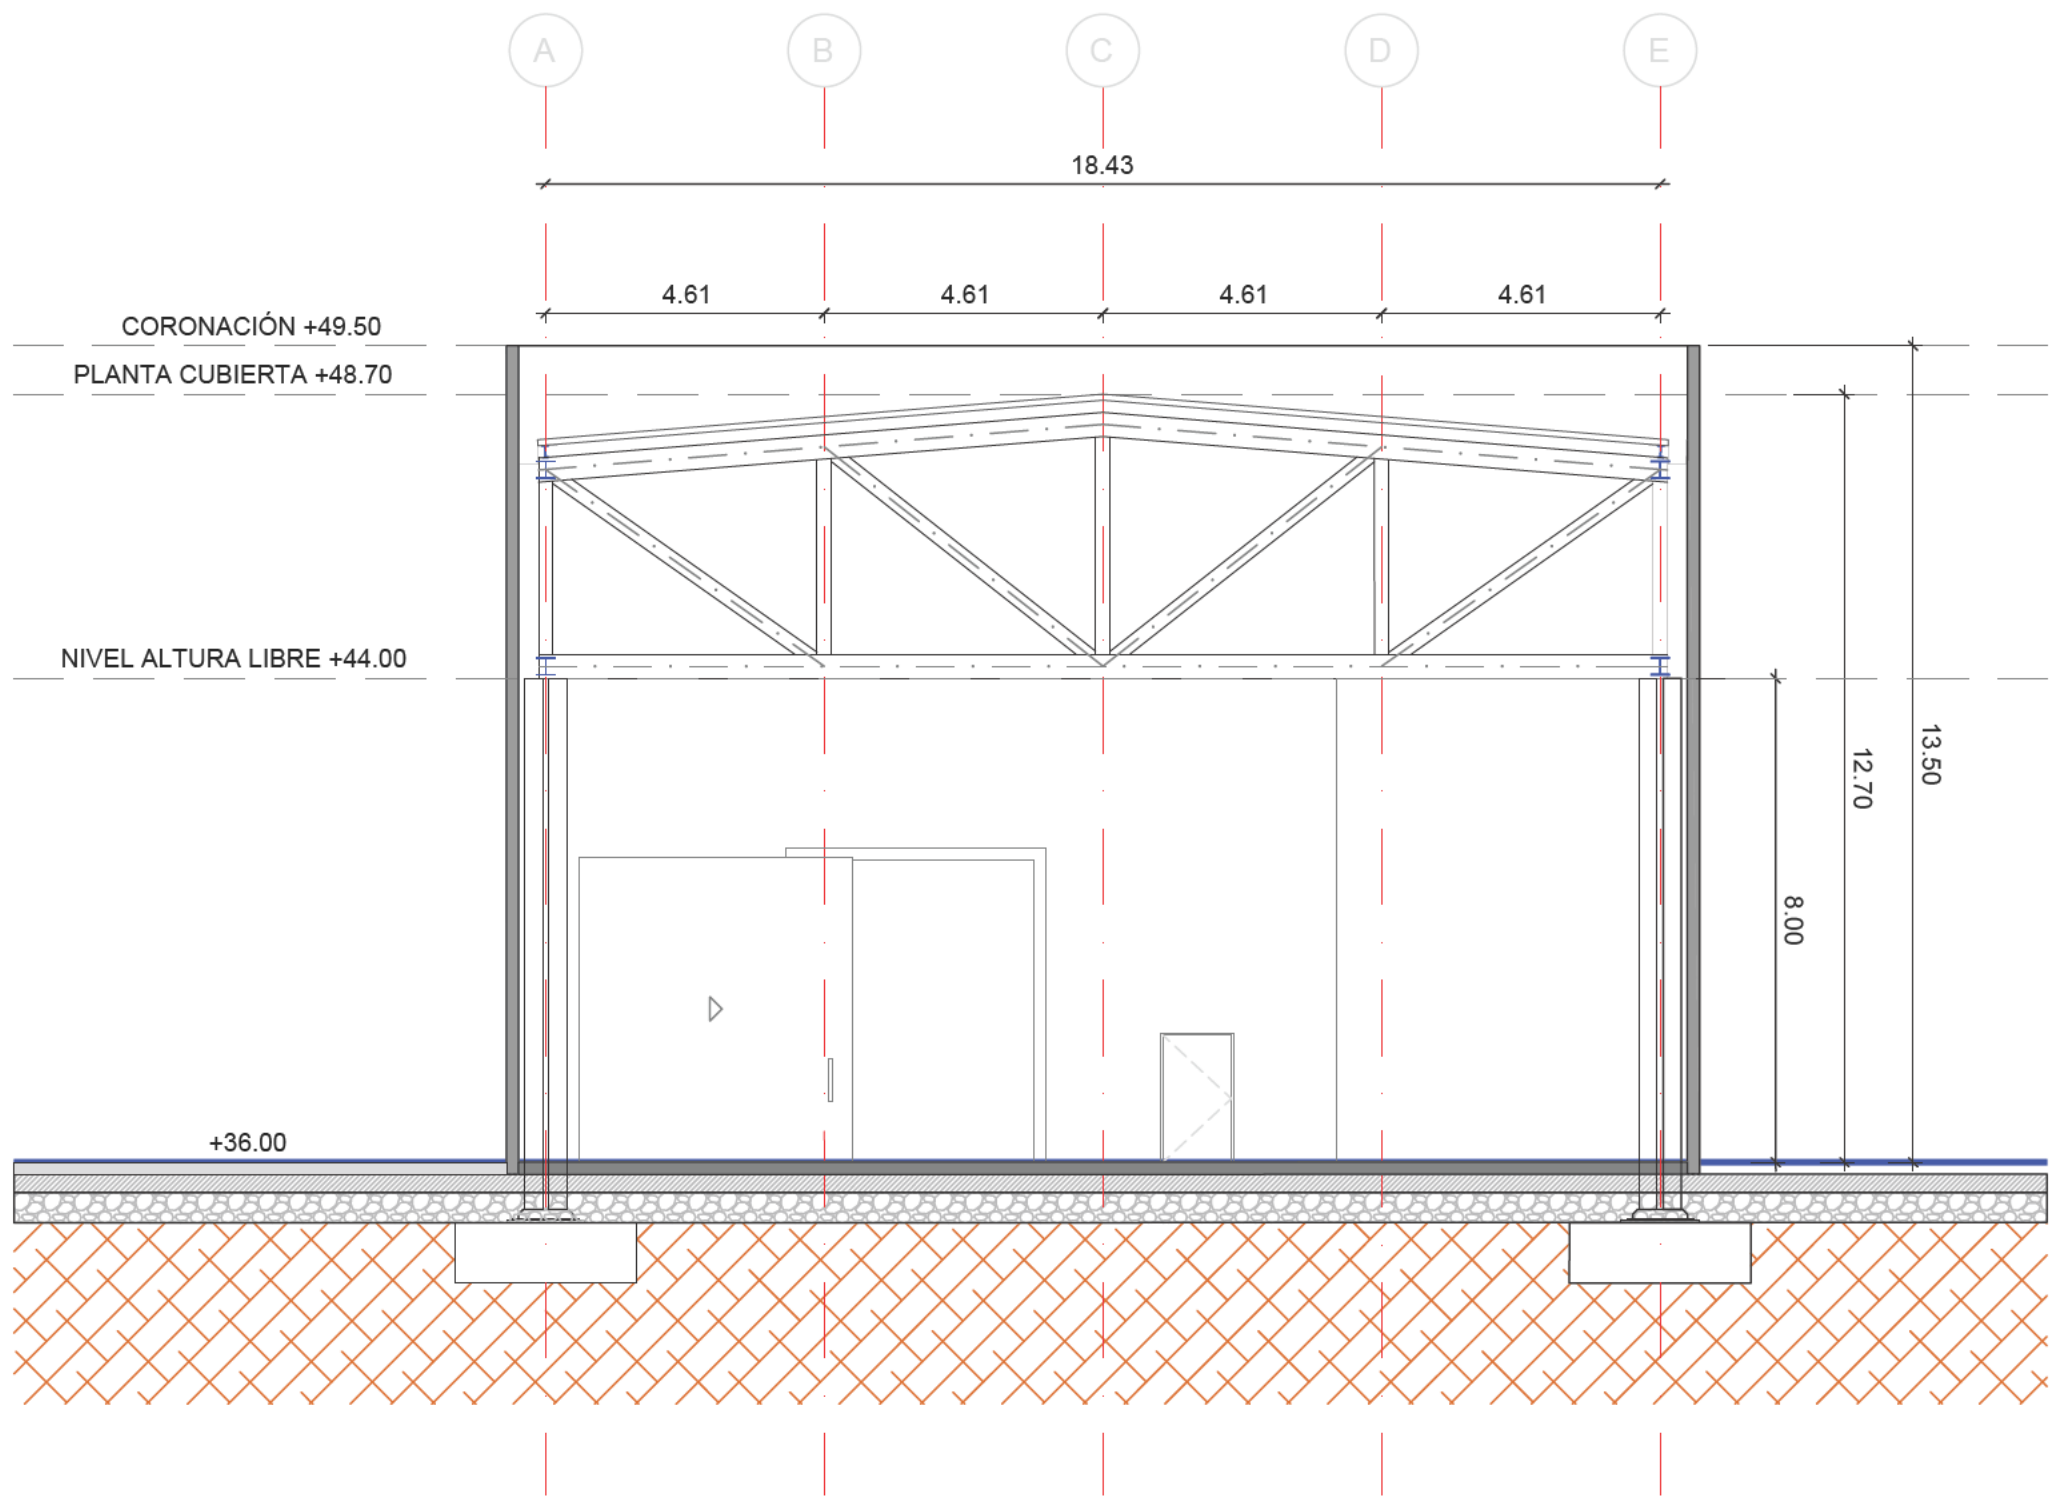 A B C D E
18.43
4.61 4.61 4.61 4.61
CORONACIÓN +49.50
PLANTA CUBIERTA +48.70
NIVEL ALTURA LIBRE +44.00
13.50
12.70
8.00
+36.00